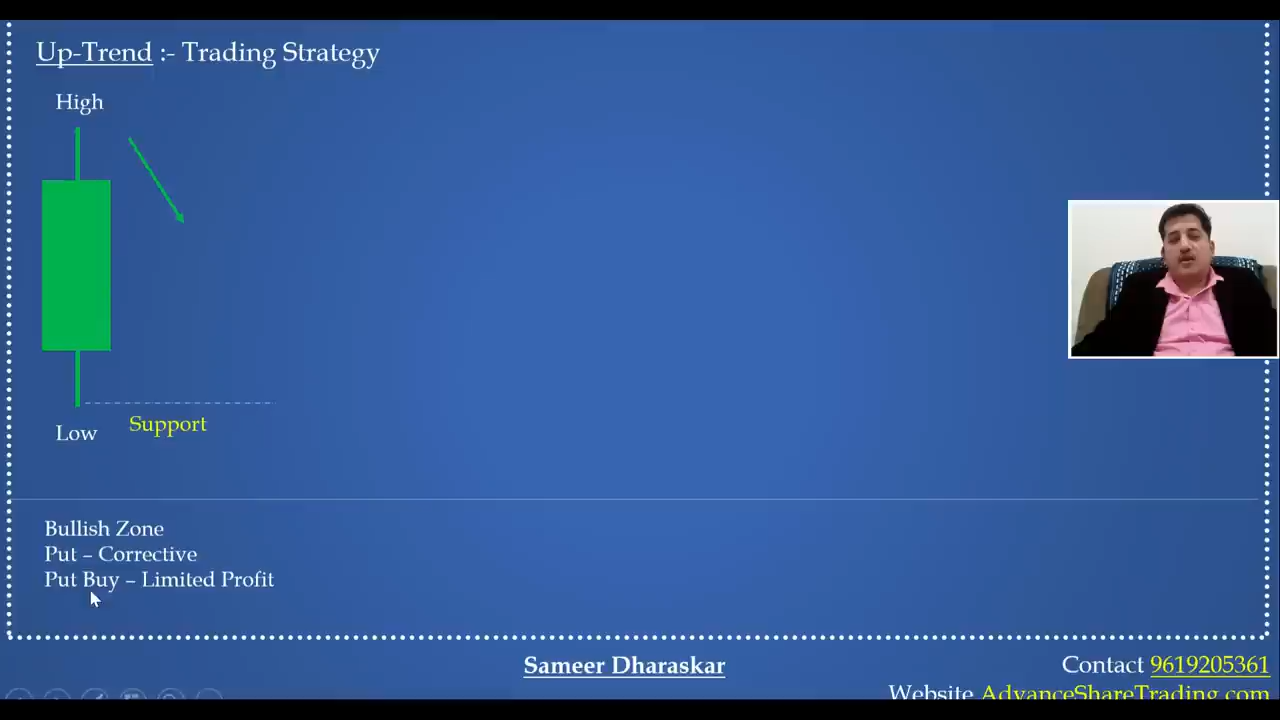 Up-Trend :- Trading Strategy
High
Support
Low
Bullish Zone
Put – Corrective
Put Buy – Limited Profit
Sameer Dharaskar
Contact 9619205361
Website AdvanceShareTrading.com